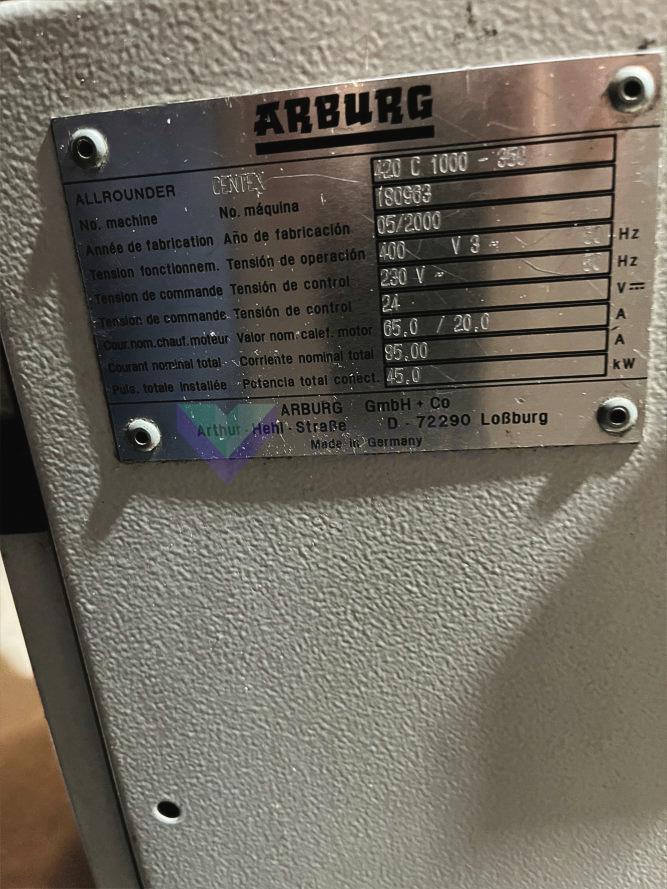 ARBURG
ALLROUNDER CENTEX 420 C 1000 - 350
No. machine No. máquina 180963
Année de fabrication Año de fabricación 05/2000
Tension fonctionnem. Tensión de operación 400 V 3 ~ Hz
Tension de commande Tensión de control 230 V ~ Hz
Tension de commande Tensión de control 24 V
Cour.nom.chauf.moteur Valor nom. calef. motor 65.0 / 20.0 A
Courant nominal total Corriente nominal total 85.00 A
Puis. totale installée Potencia total conect. 45.0 kW
ARBURG GmbH + Co
Arthur - Hehl - Straße D - 72290 Loßburg
Made in Germany